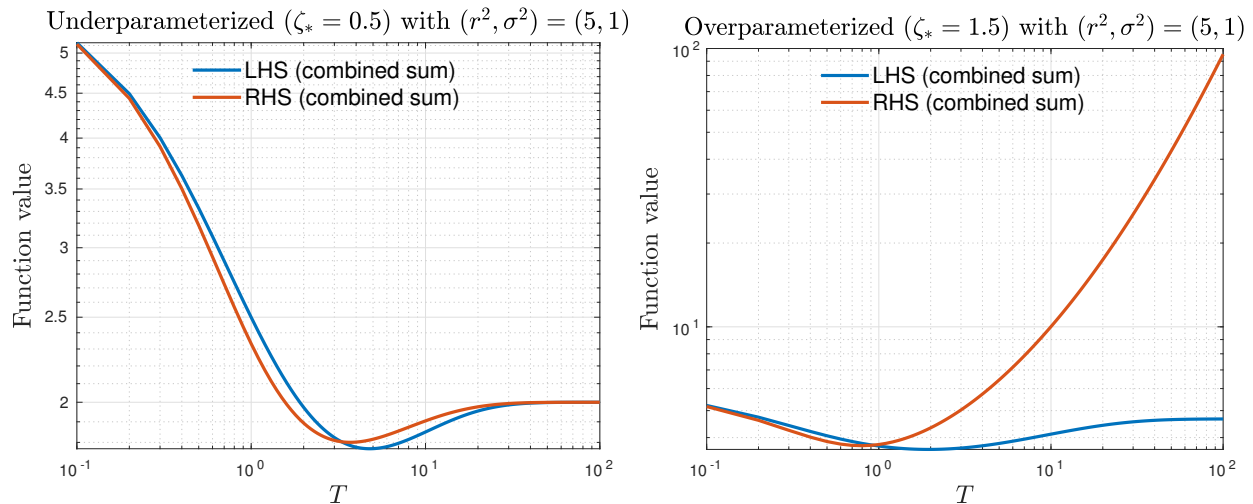 Underparameterized (ζ* = 0.5) with (r², σ²) = (5, 1)
LHS (combined sum)
RHS (combined sum)
Function value
5
4.5
4
3.5
3
2.5
2
10⁻¹
10⁰
10¹
10²
T
Overparameterized (ζ* = 1.5) with (r², σ²) = (5, 1)
LHS (combined sum)
RHS (combined sum)
Function value
10²
10¹
10⁻¹
10⁰
10¹
10²
T